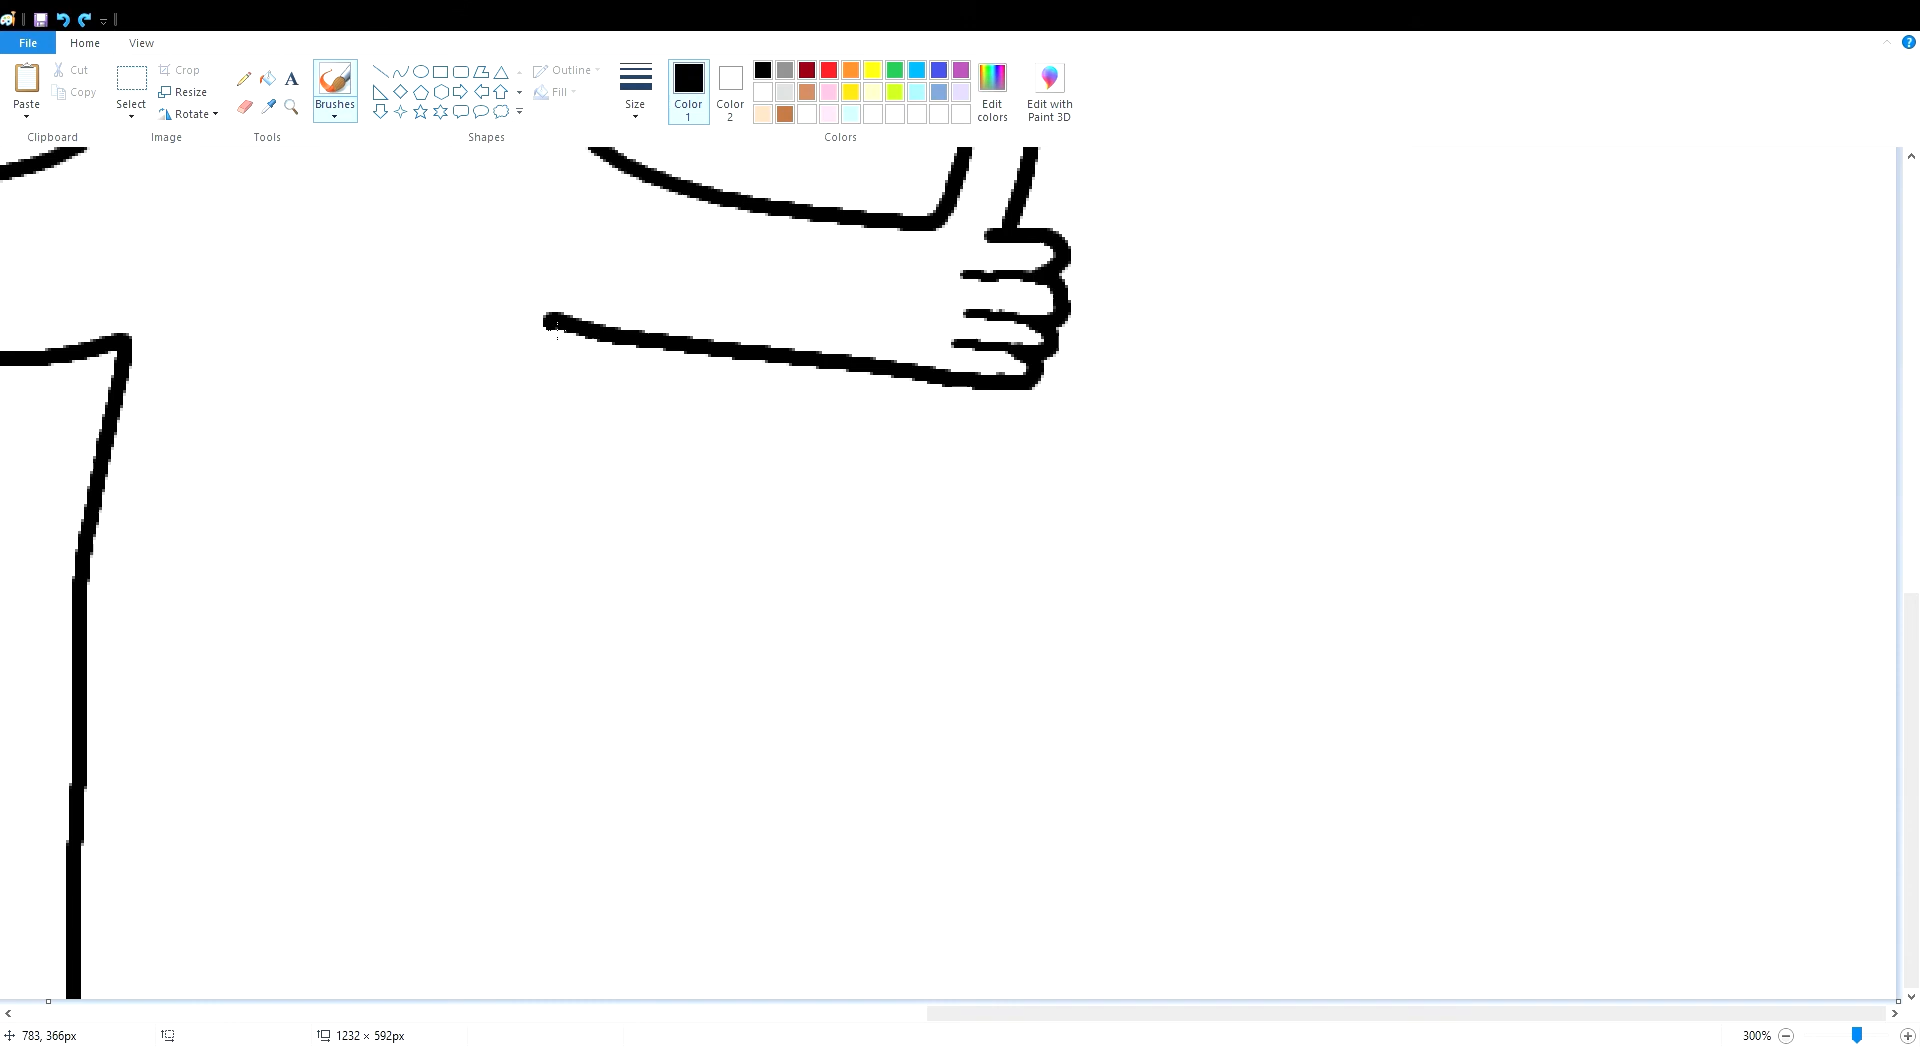 File Home View
Paste Cut Copy
Clipboard
Select Crop Resize Rotate
Image
Tools
Brushes
Outline Fill
Shapes
Size
Color 1
Color 2
Edit colors
Edit with Paint 3D
Colors
783, 366px
1232 × 592px
300%